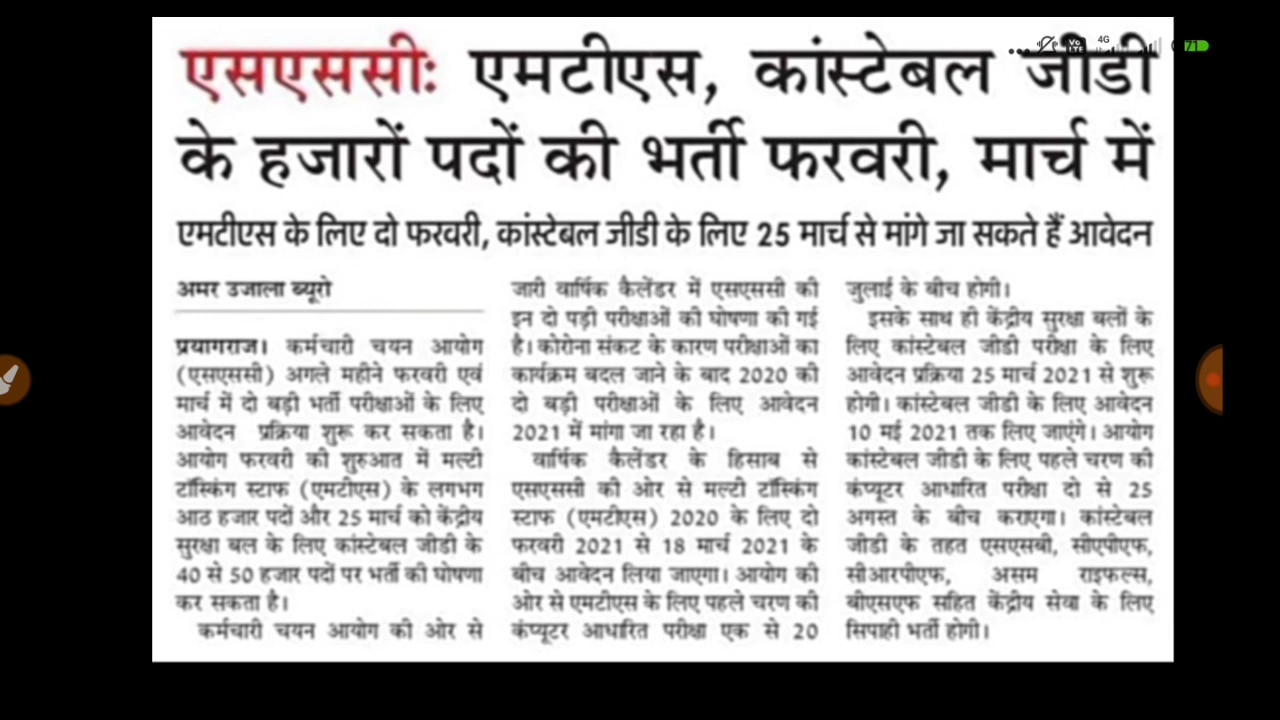 एसएससीः एमटीएस, कांस्टेबल जीडी
के हजारों पदों की भर्ती फरवरी, मार्च में
एमटीएस के लिए दो फरवरी, कांस्टेबल जीडी के लिए 25 मार्च से मांगे जा सकते हैं आवेदन
अमर उजाला ब्यूरो
प्रयागराज। कर्मचारी चयन आयोग
(एसएससी) अगले महीने फरवरी एवं
मार्च में दो बड़ी भर्ती परीक्षाओं के लिए
आवेदन प्रक्रिया शुरू कर सकता है।
आयोग फरवरी की शुरुआत में मल्टी
टॉस्किंग स्टाफ (एमटीएस) के लगभग
आठ हजार पदों और 25 मार्च को केंद्रीय
सुरक्षा बल के लिए कांस्टेबल जीडी के
40 से 50 हजार पदों पर भर्ती की घोषणा
कर सकता है।
कर्मचारी चयन आयोग की ओर से
जारी वार्षिक कैलेंडर में एसएससी की
इन दो पड़ी परीक्षाओं की घोषणा की गई
है। कोरोना संकट के कारण परीक्षाओं का
कार्यक्रम बदल जाने के बाद 2020 की
दो बड़ी परीक्षाओं के लिए आवेदन
2021 में मांगा जा रहा है।
वार्षिक कैलेंडर के हिसाब से
एसएससी की ओर से मल्टी टॉस्किंग
स्टाफ (एमटीएस) 2020 के लिए दो
फरवरी 2021 से 18 मार्च 2021 के
बीच आवेदन लिया जाएगा। आयोग की
ओर से एमटीएस के लिए पहले चरण की
कंप्यूटर आधारित परीक्षा एक से 20
जुलाई के बीच होगी।
इसके साथ ही केंद्रीय सुरक्षा बलों के
लिए कांस्टेबल जीडी परीक्षा के लिए
आवेदन प्रक्रिया 25 मार्च 2021 से शुरू
होगी। कांस्टेबल जीडी के लिए आवेदन
10 मई 2021 तक लिए जाएंगे। आयोग
कांस्टेबल जीडी के लिए पहले चरण की
कंप्यूटर आधारित परीक्षा दो से 25
अगस्त के बीच कराएगा। कांस्टेबल
जीडी के तहत एसएसबी, सीएपीएफ,
सीआरपीएफ, असम राइफल्स,
बीएसएफ सहित केंद्रीय सेवा के लिए
सिपाही भर्ती होगी।
4G
71